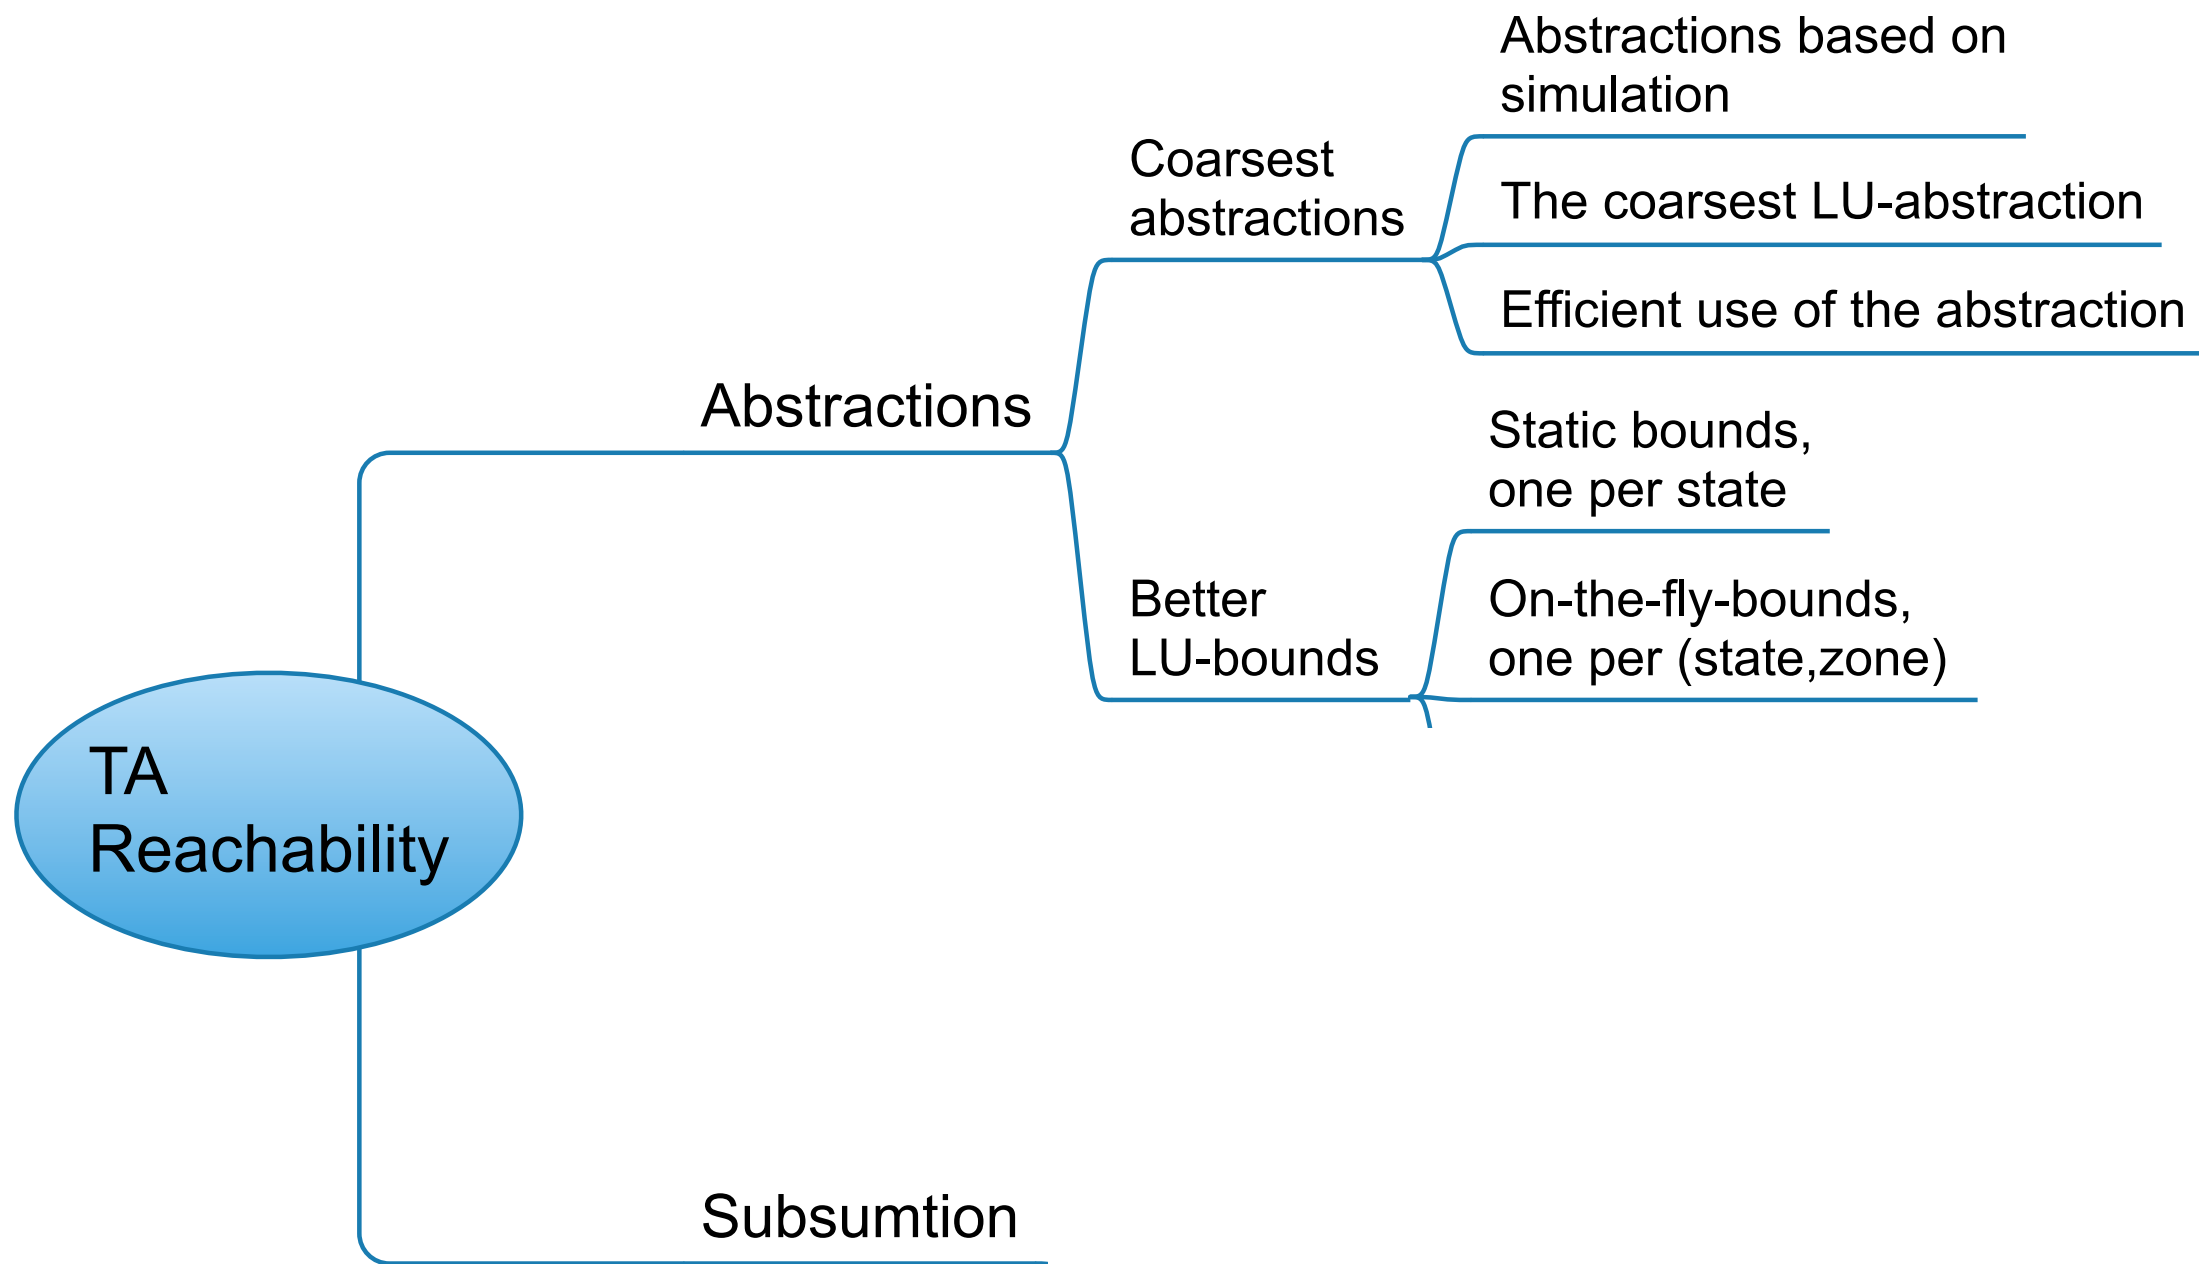 Abstractions based on
simulation
Coarsest
abstractions
The coarsest LU-abstraction
Efficient use of the abstraction
Abstractions
Static bounds,
one per state
Better
LU-bounds
On-the-fly-bounds,
one per (state,zone)
TA
Reachability
Subsumtion